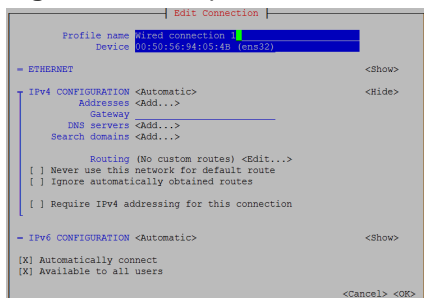 Edit Connection
Profile name Wired connection 1
Device 00:50:56:94:05:4B (ens32)
= ETHERNET <Show>
IPv4 CONFIGURATION <Automatic> <Hide>
Addresses <Add...>
Gateway
DNS servers <Add...>
Search domains <Add...>
Routing (No custom routes) <Edit...>
[ ] Never use this network for default route
[ ] Ignore automatically obtained routes
[ ] Require IPv4 addressing for this connection
= IPv6 CONFIGURATION <Automatic> <Show>
[X] Automatically connect
[X] Available to all users
<Cancel> <OK>